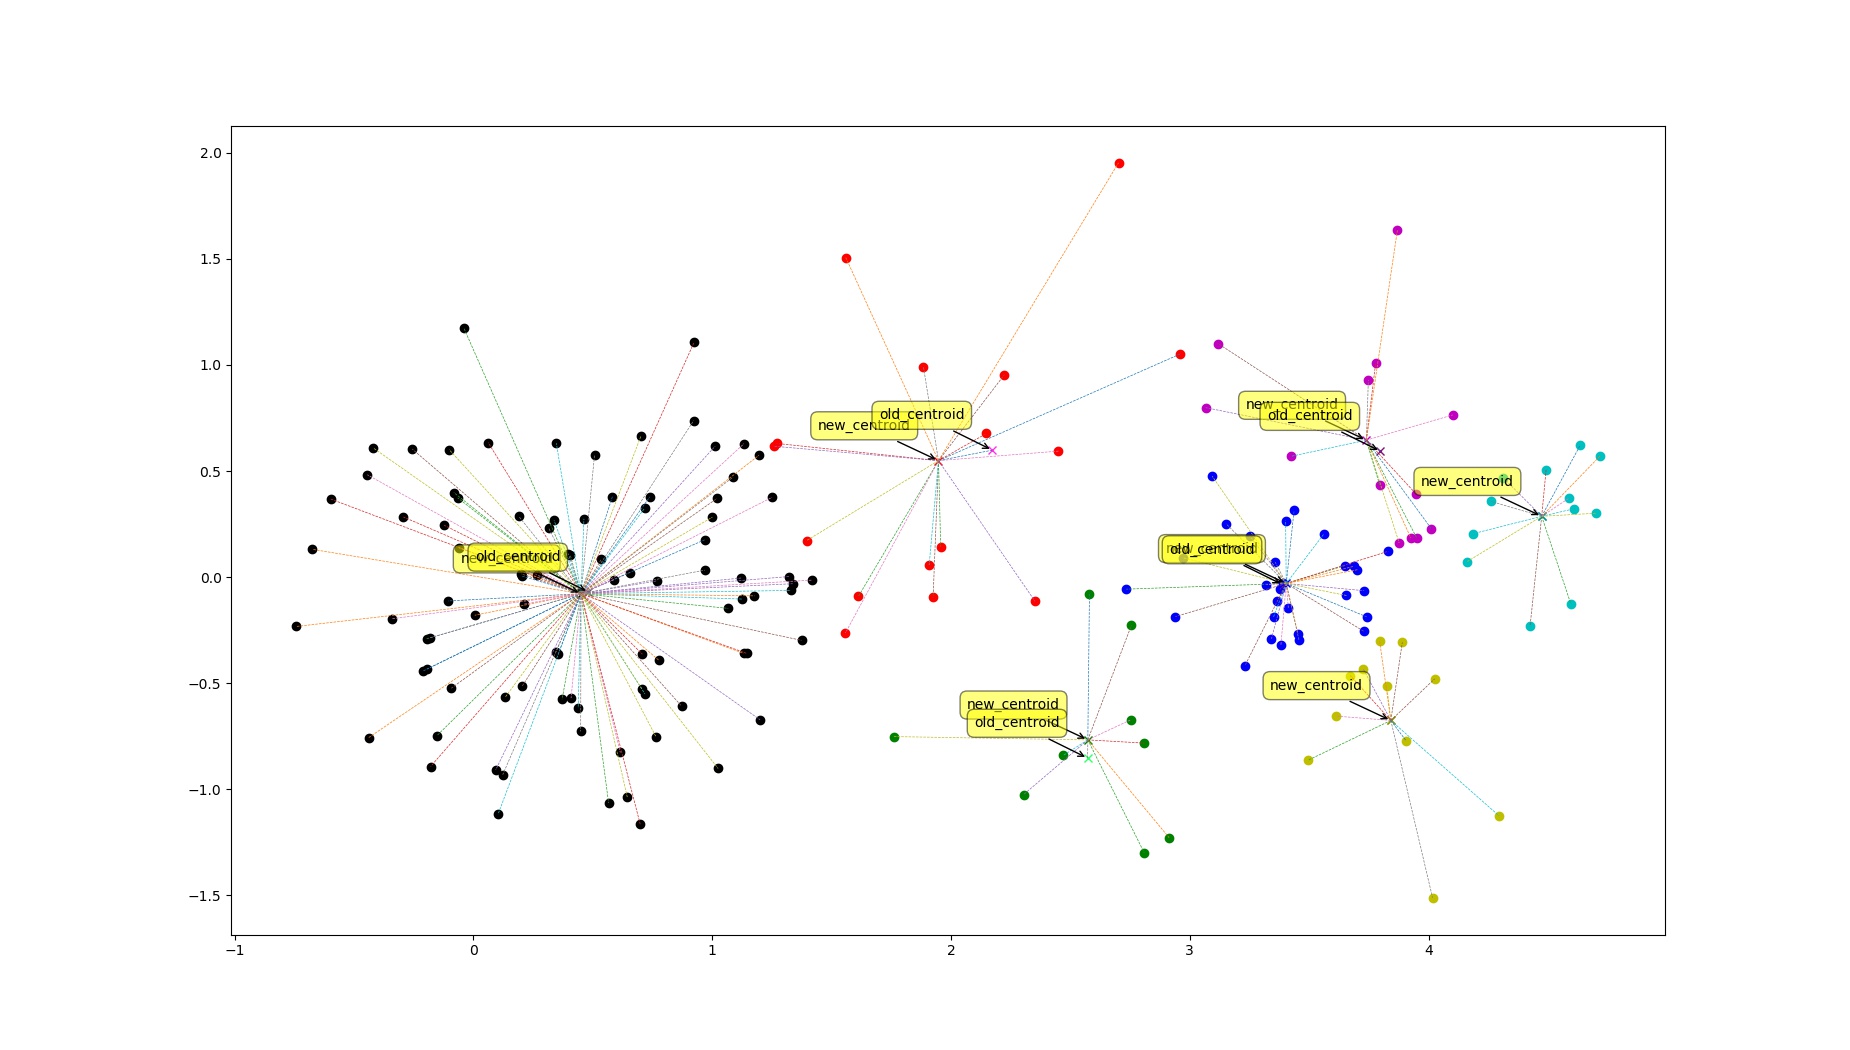 2.0
1.5
1.0
new_centroid
old_centroid
old_centroid
new_centroid
0.5
new_centroid
new_centroid
old_centroid
new_centroid
old_centroid
0.0
−0.5
new_centroid
new_centroid
old_centroid
−1.0
−1.5
−1 0 1 2 3 4